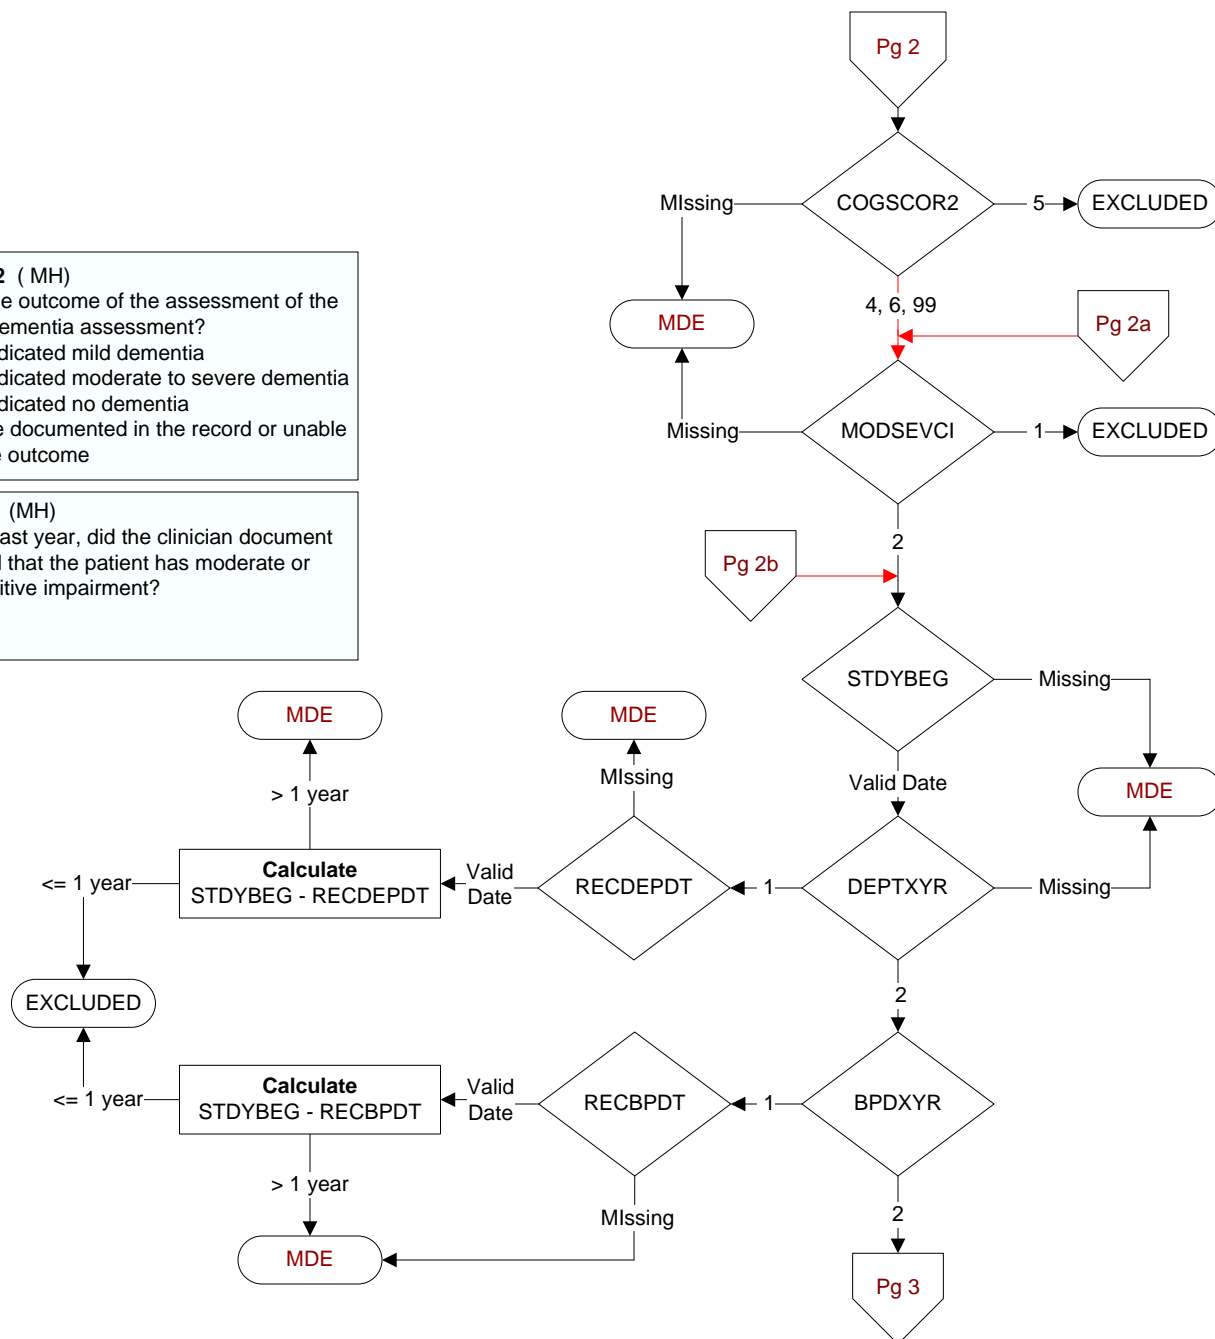 Pg 2
COGSCOR2
MIssing
5
EXCLUDED
4, 6, 99
MDE
Pg 2a
2 ( MH)
e outcome of the assessment of the
dementia assessment?
dicated mild dementia
dicated moderate to severe dementia
dicated no dementia
e documented in the record or unable
e outcome
Missing
MODSEVCI
1
EXCLUDED
(MH)
ast year, did the clinician document
that the patient has moderate or
itive impairment?
2
Pg 2b
STDYBEG
Missing
MDE
MDE
MIssing
Valid Date
MDE
> 1 year
<= 1 year
Calculate
STDYBEG - RECDEPDT
Valid
Date
RECDEPDT
1
DEPTXYR
Missing
2
EXCLUDED
<= 1 year
Calculate
STDYBEG - RECBPDT
Valid
Date
RECBPDT
1
BPDXYR
> 1 year
MIssing
2
MDE
Pg 3